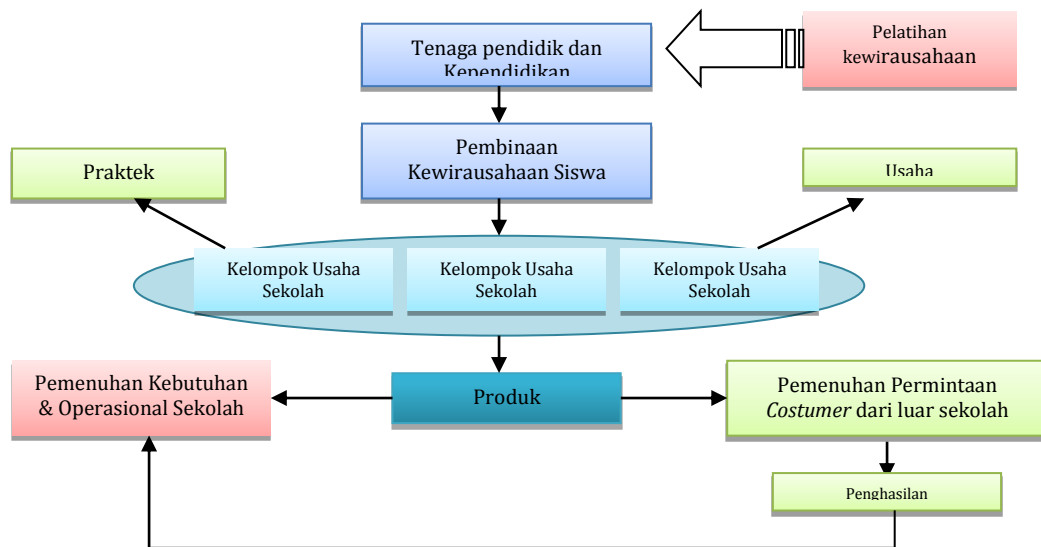 Tenaga pendidik dan
Kependidikan
Pelatihan
kewirausahaan
Pembinaan
Kewirausahaan Siswa
Praktek
Usaha
Kelompok Usaha
Sekolah
Kelompok Usaha
Sekolah
Kelompok Usaha
Sekolah
Pemenuhan Kebutuhan
& Operasional Sekolah
Produk
Pemenuhan Permintaan
Costumer dari luar sekolah
Penghasilan